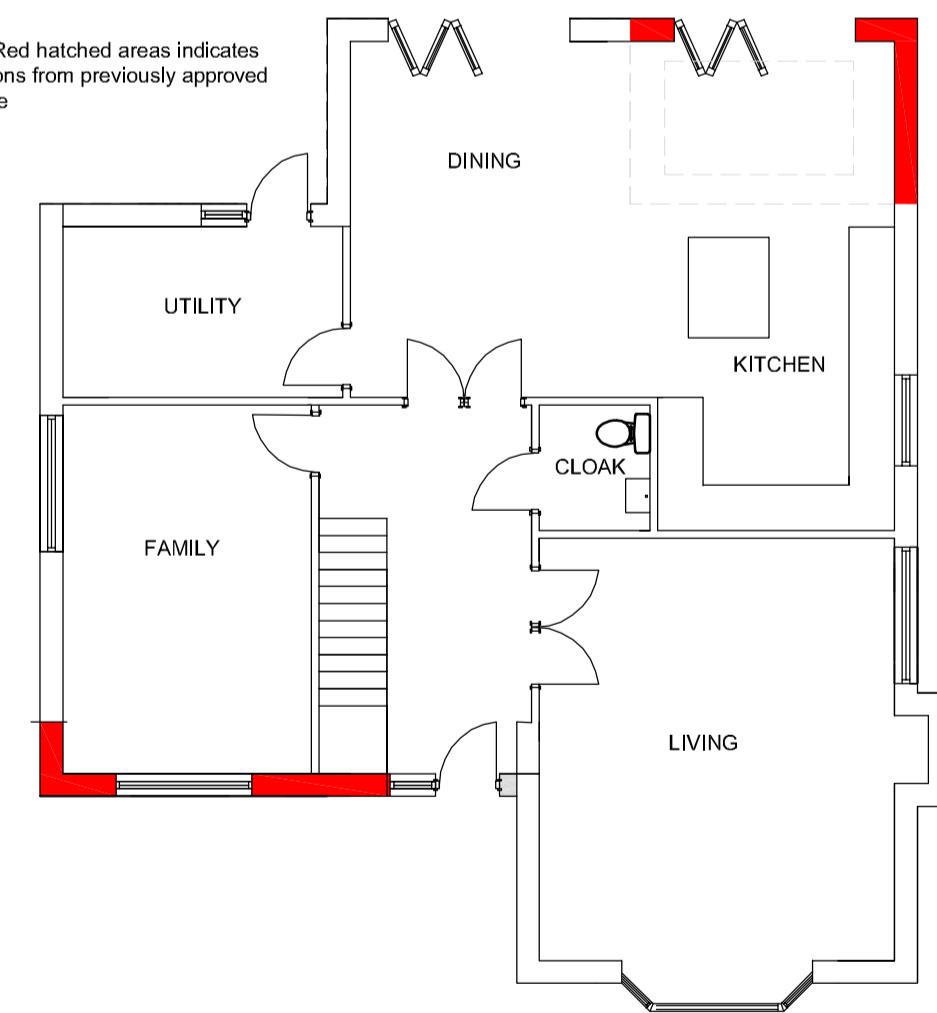 Red hatched areas indicates
ons from previously approved
e
DINING
UTILITY
KITCHEN
CLOAK
FAMILY
LIVING